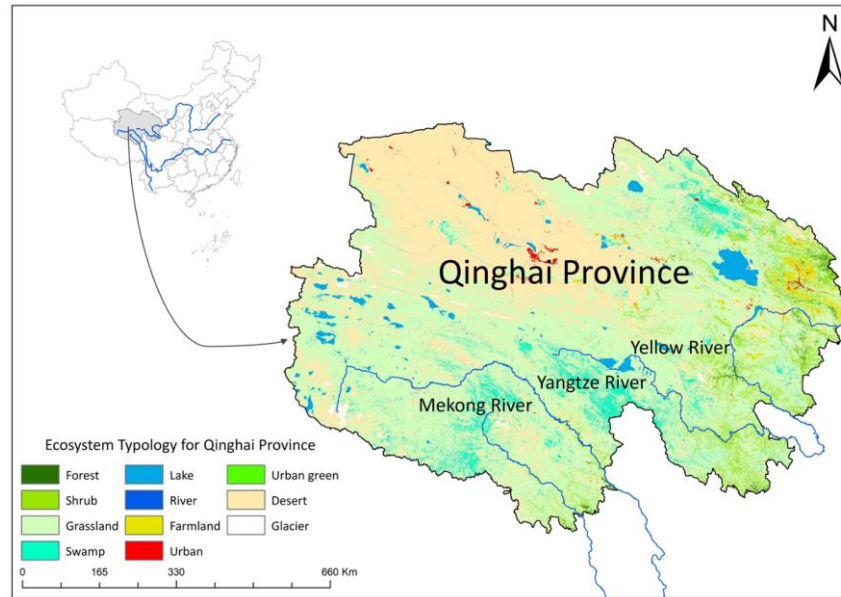 N
Qinghai Province
Yellow River
Yangtze River
Mekong River
Ecosystem Typology for Qinghai Province
Forest Lake Urban green
Shrub River Desert
Grassland Farmland Glacier
Swamp Urban
0 165 330 660 Km